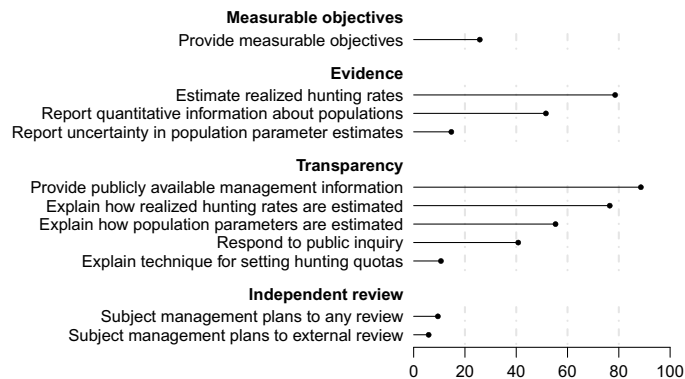 Measurable objectives
Provide measurable objectives
Evidence
Estimate realized hunting rates
Report quantitative information about populations
Report uncertainty in population parameter estimates
Transparency
Provide publicly available management information
Explain how realized hunting rates are estimated
Explain how population parameters are estimated
Respond to public inquiry
Explain technique for setting hunting quotas
Independent review
Subject management plans to any review
Subject management plans to external review
0 20 40 60 80 100